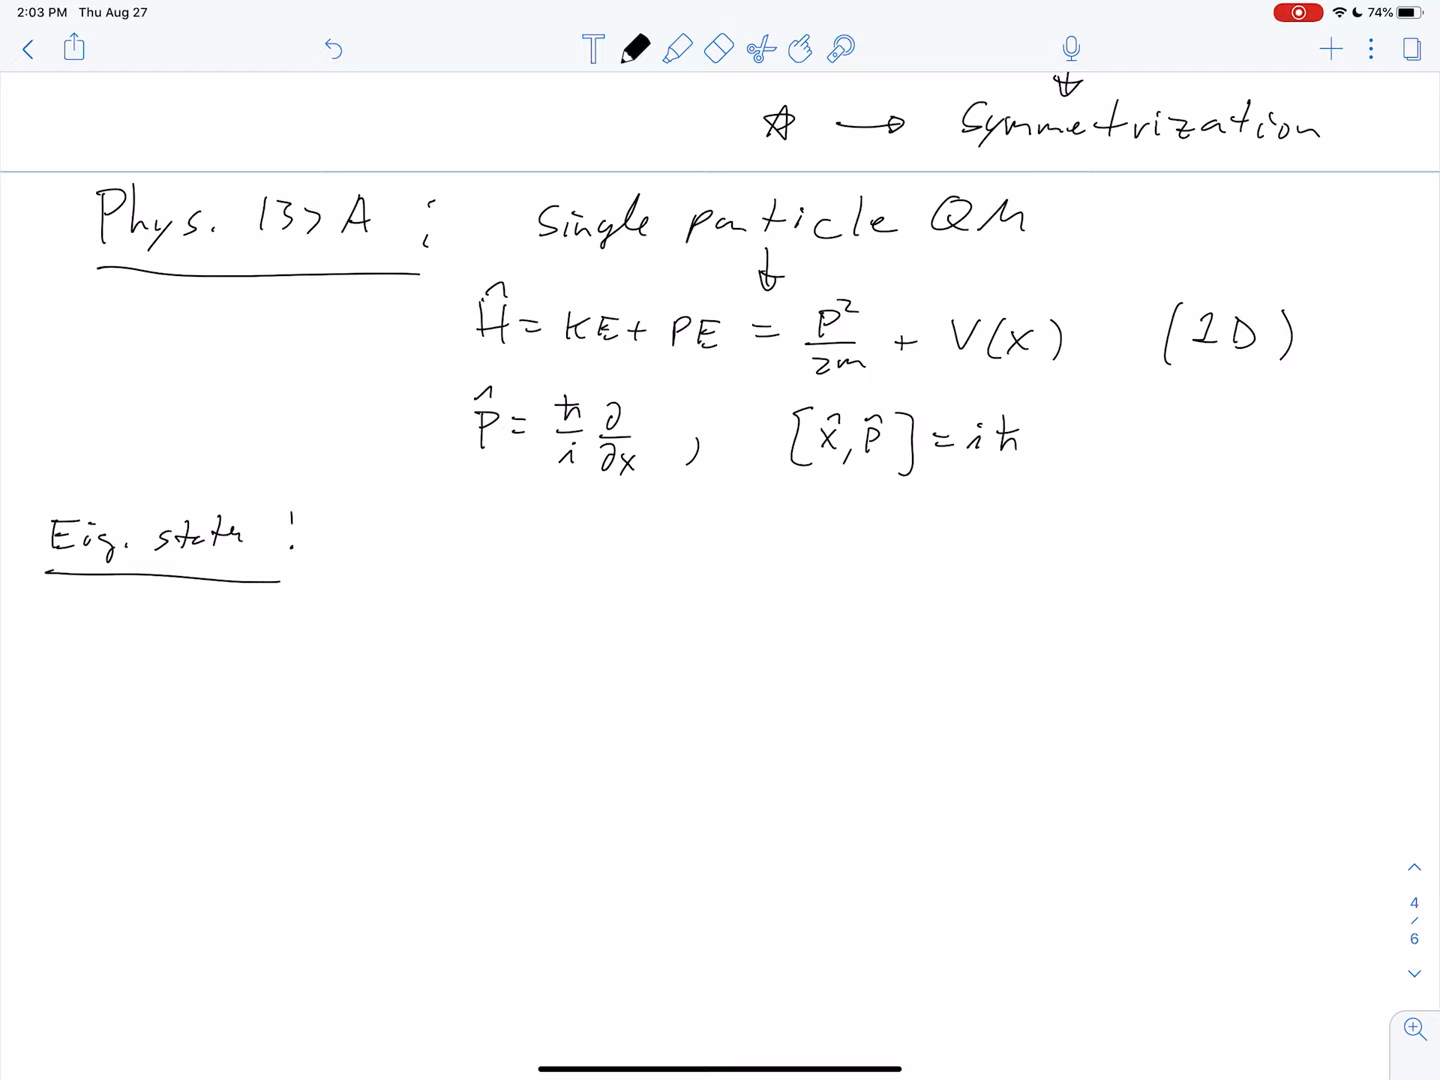 2:03 PM Thu Aug 27
74%
T
☆ → Symmetrization
Phys. 137A : Single particle QM
Ĥ = KE + PE = P²/2m + V(x) (1D)
P̂ = ħ/i ∂/∂x , [x̂, p̂] = iħ
Eig. state :
4
/
6